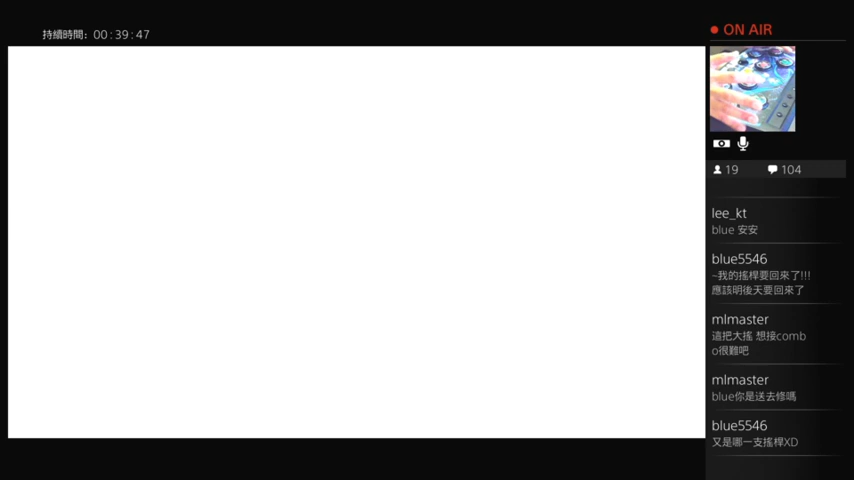 持續時間: 00:39:47
ON AIR
19 104
lee_kt
blue 安安
blue5546
~我的搖桿要回來了!!!
應該明後天要回來了
mlmaster
這把大搖 想接comb
o很難吧
mlmaster
blue你是送去修嗎
blue5546
又是哪一支搖桿XD